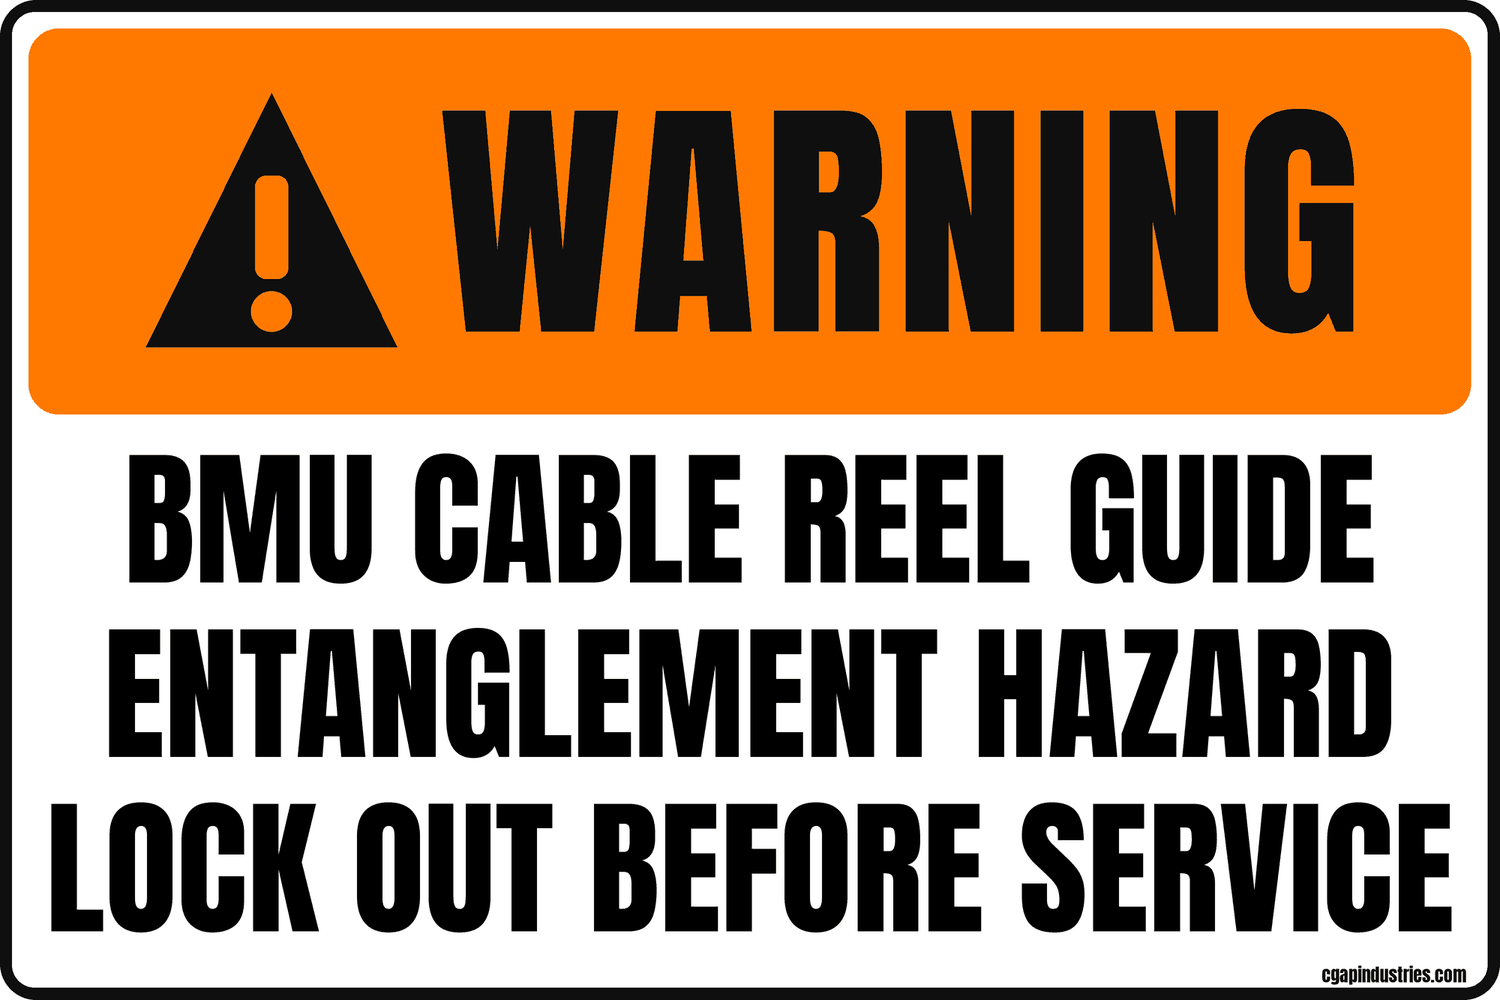 WARNING
BMU CABLE REEL GUIDE
ENTANGLEMENT HAZARD
LOCK OUT BEFORE SERVICE
cgapindustries.com